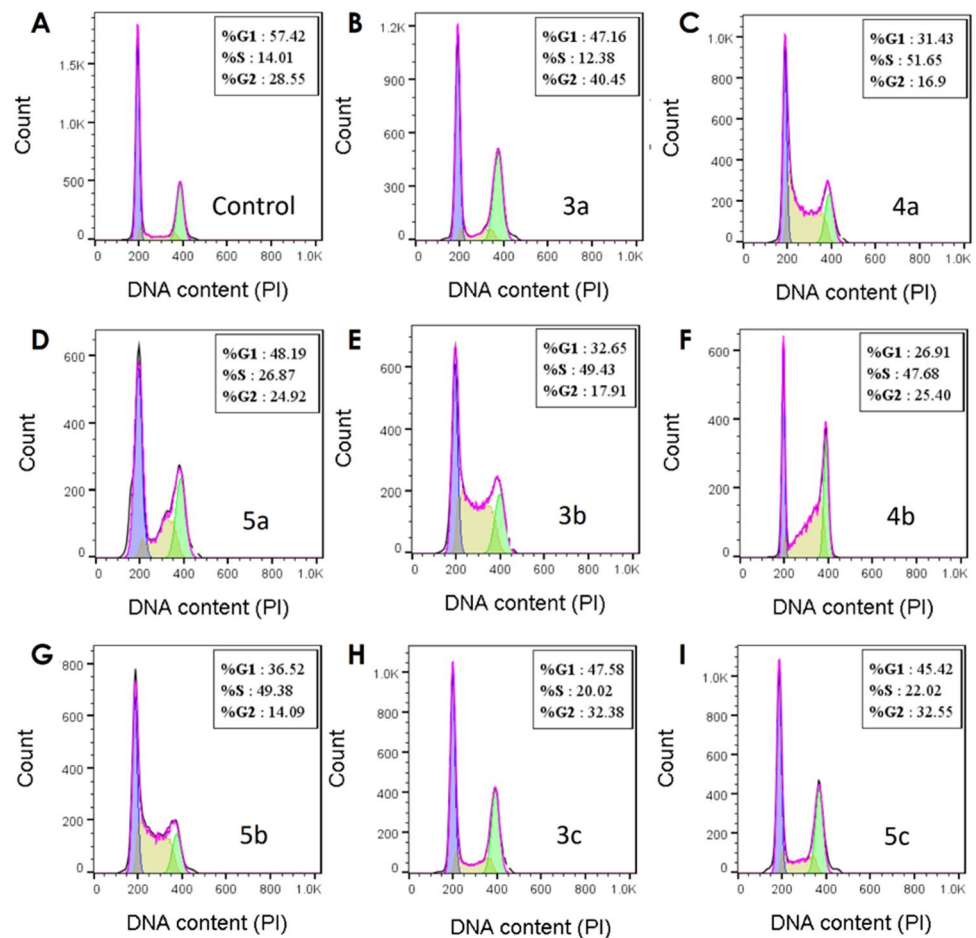 A
%G1 : 57.42
%S : 14.01
%G2 : 28.55
Count
1.5K
1.0K
500
0
Control
0 200 400 600 800 1.0K
DNA content (PI)
B
%G1 : 47.16
%S : 12.38
%G2 : 40.45
Count
1.2K
900
600
300
0
3a
0 200 400 600 800 1.0K
DNA content (PI)
C
%G1 : 31.43
%S : 51.65
%G2 : 16.9
Count
1.0K
800
600
400
200
0
4a
0 200 400 600 800 1.0K
DNA content (PI)
D
%G1 : 48.19
%S : 26.87
%G2 : 24.92
Count
600
400
200
0
5a
0 200 400 600 800 1.0K
DNA content (PI)
E
%G1 : 32.65
%S : 49.43
%G2 : 17.91
Count
600
400
200
0
3b
0 200 400 600 800 1.0K
DNA content (PI)
F
%G1 : 26.91
%S : 47.68
%G2 : 25.40
Count
600
400
200
0
4b
0 200 400 600 800 1.0K
DNA content (PI)
G
%G1 : 36.52
%S : 49.38
%G2 : 14.09
Count
800
600
400
200
0
5b
0 200 400 600 800 1.0K
DNA content (PI)
H
%G1 : 47.58
%S : 20.02
%G2 : 32.38
Count
1.0K
800
600
400
200
0
3c
0 200 400 600 800 1.0K
DNA content (PI)
I
%G1 : 45.42
%S : 22.02
%G2 : 32.55
Count
1.0K
800
600
400
200
0
5c
0 200 400 600 800 1.0K
DNA content (PI)